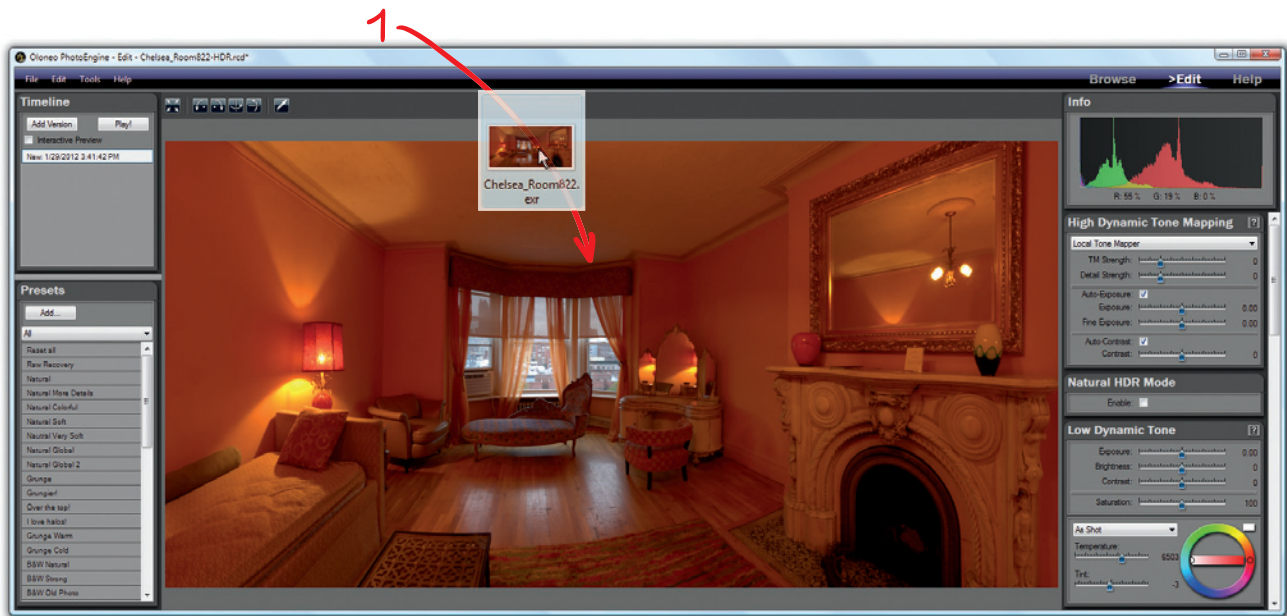 1
Oloneo PhotoEngine - Edit - Chelsea_Room822-HDR.rcd*
File Edit Tools Help
Browse >Edit Help
Timeline
Add Version Play!
Interactive Preview
New: 1/29/2012 3:41:42 PM
Presets
Add...
All
Reset all
Raw Recovery
Natural
Natural More Details
Natural Colorful
Natural Soft
Nautral Very Soft
Natural Global
Natural Global 2
Grunge
Grungier!
Over the top!
I love halos!
Grunge Warm
Grunge Cold
B&W Natural
B&W Strong
B&W Old Photo
Chelsea_Room822.
exr
Info
R: 55 % G: 19 % B: 0 %
High Dynamic Tone Mapping [?]
Local Tone Mapper
TM Strength: 0
Detail Strength: 0
Auto-Exposure:
Exposure: 0.00
Fine Exposure: 0.00
Auto-Contrast:
Contrast: 0
Natural HDR Mode
Enable:
Low Dynamic Tone [?]
Exposure: 0.00
Brightness: 0
Contrast: 0
Saturation: 100
As Shot
Temperature:
6503
Tint:
-3